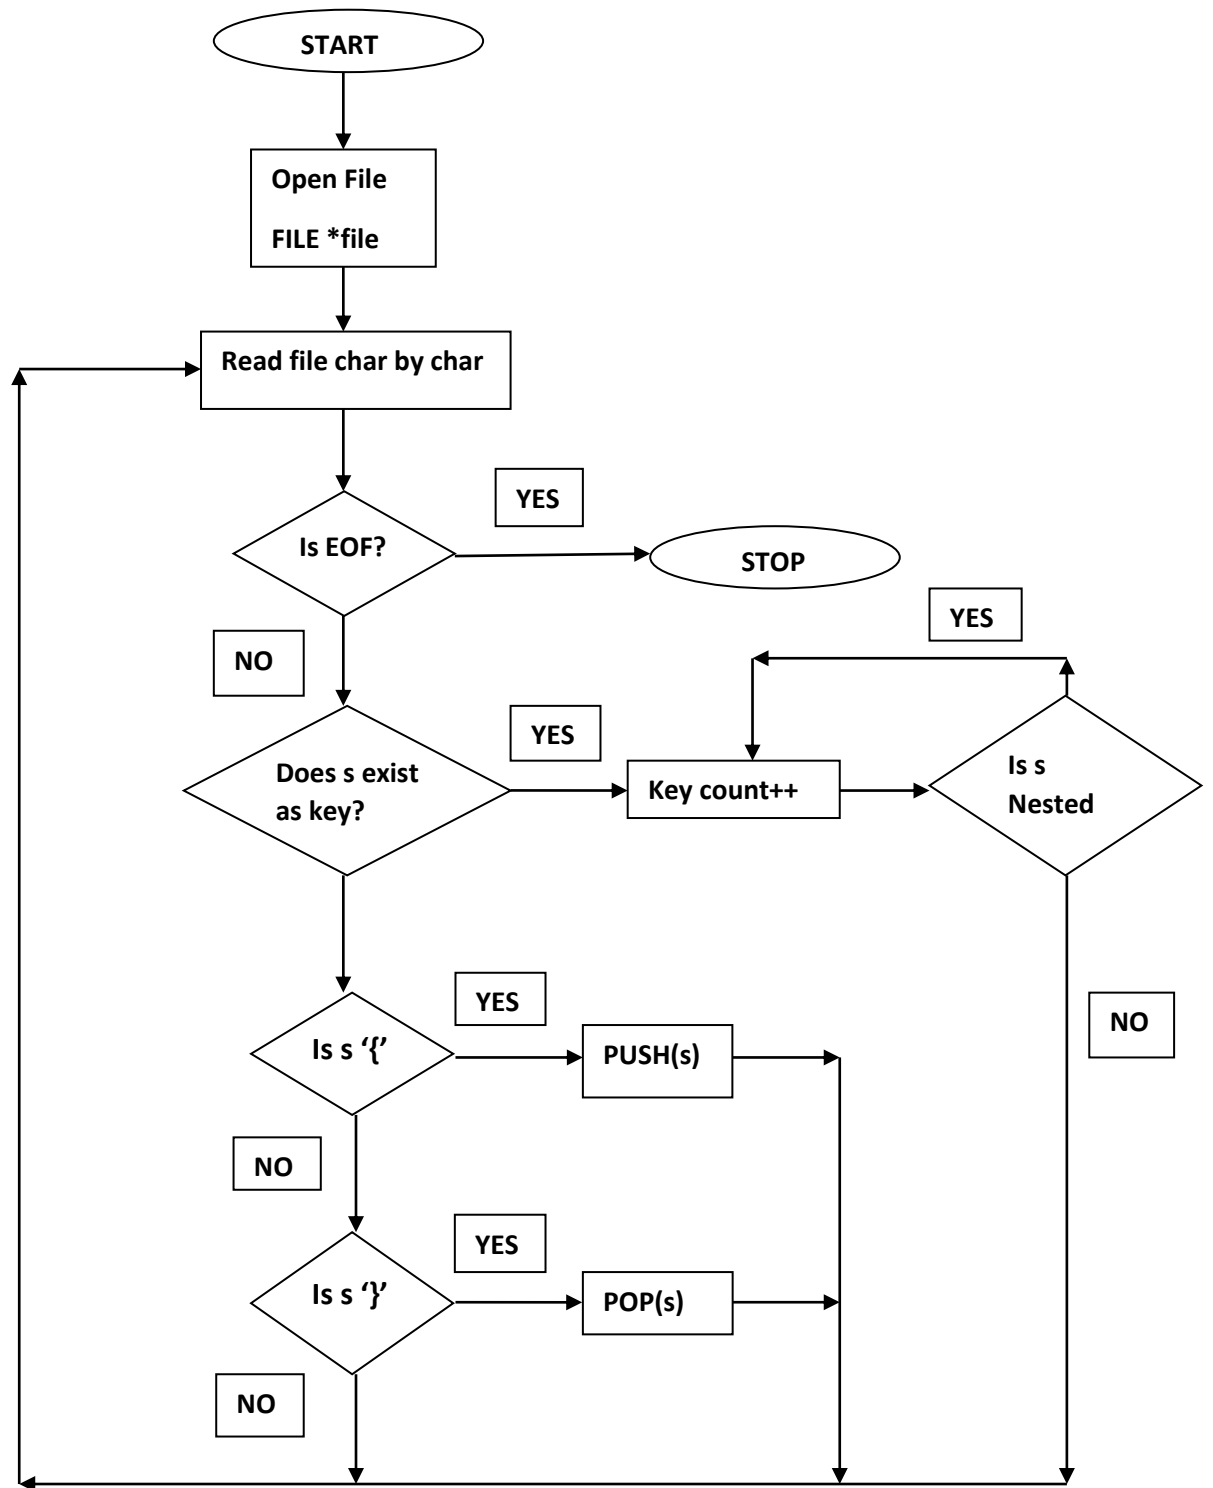 START
Open File
FILE *file
Read file char by char
YES
Is EOF?
STOP
YES
NO
YES
Does s exist
as key?
Key count++
Is s
Nested
YES
NO
Is s ‘{’
PUSH(s)
NO
YES
Is s ‘}’
POP(s)
NO